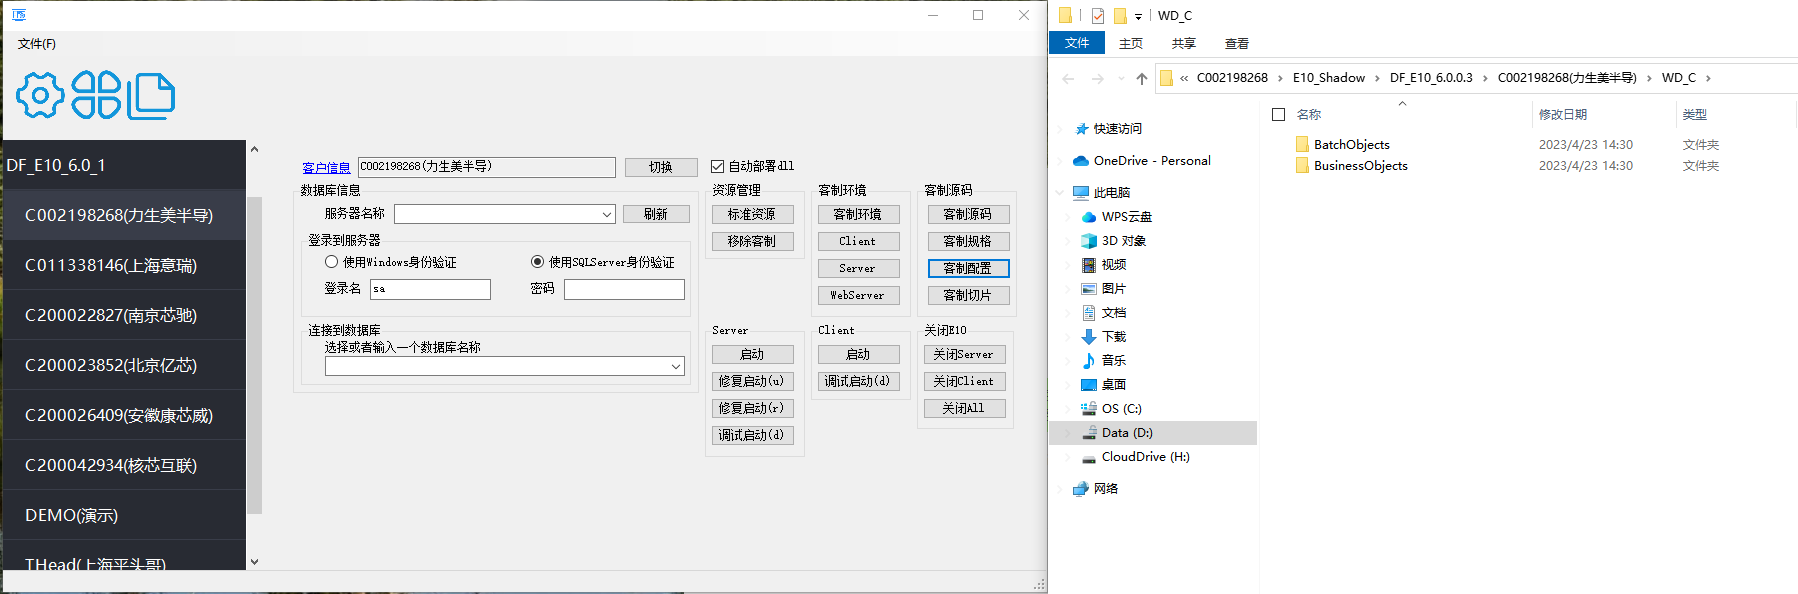 文件(F)
DF_E10_6.0_1
C002198268(力生美半导)
C011338146(上海意瑞)
C200022827(南京芯驰)
C200023852(北京亿芯)
C200026409(安徽康芯威)
C200042934(核芯互联)
DEMO(演示)
THead(上海平头哥)
客户信息 C002198268(力生美半导) 切换 自动部署dll
数据库信息
服务器名称 刷新
登录到服务器
使用Windows身份验证 使用SQLServer身份验证
登录名 sa 密码
连接到数据库
选择或者输入一个数据库名称
资源管理
标准资源
移除客制
客制环境
客制环境
Client
Server
WebServer
客制源码
客制源码
客制规格
客制配置
客制切片
Server
启动
修复启动(u)
修复启动(r)
调试启动(d)
Client
启动
调试启动(d)
关闭E10
关闭Server
关闭Client
关闭All
WD_C
文件 主页 共享 查看
« C002198268 › E10_Shadow › DF_E10_6.0.0.3 › C002198268(力生美半导) › WD_C ›
快速访问
OneDrive - Personal
此电脑
WPS云盘
3D 对象
视频
图片
文档
下载
音乐
桌面
OS (C:)
Data (D:)
CloudDrive (H:)
网络
名称 修改日期 类型
BatchObjects 2023/4/23 14:30 文件夹
BusinessObjects 2023/4/23 14:30 文件夹